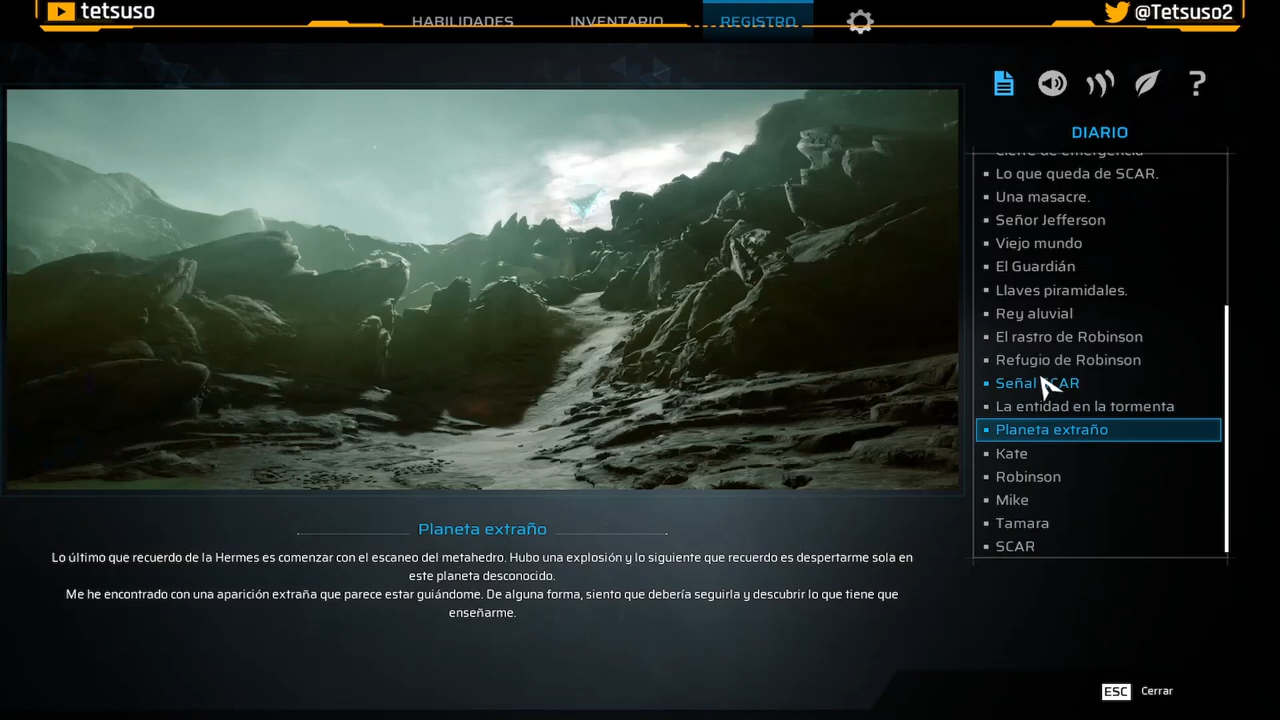 tetsuso
@Tetsuso2
HABILIDADES
INVENTARIO
REGISTRO
?
DIARIO
Cierre de emergencia
Lo que queda de SCAR.
Una masacre.
Señor Jefferson
Viejo mundo
El Guardián
Llaves piramidales.
Rey aluvial
El rastro de Robinson
Refugio de Robinson
Señal SCAR
La entidad en la tormenta
Planeta extraño
Kate
Robinson
Mike
Tamara
SCAR
Planeta extraño
Lo último que recuerdo de la Hermes es comenzar con el escaneo del metahedro. Hubo una explosión y lo siguiente que recuerdo es despertarme sola en
este planeta desconocido.
Me he encontrado con una aparición extraña que parece estar guiándome. De alguna forma, siento que debería seguirla y descubrir lo que tiene que
enseñarme.
ESC Cerrar